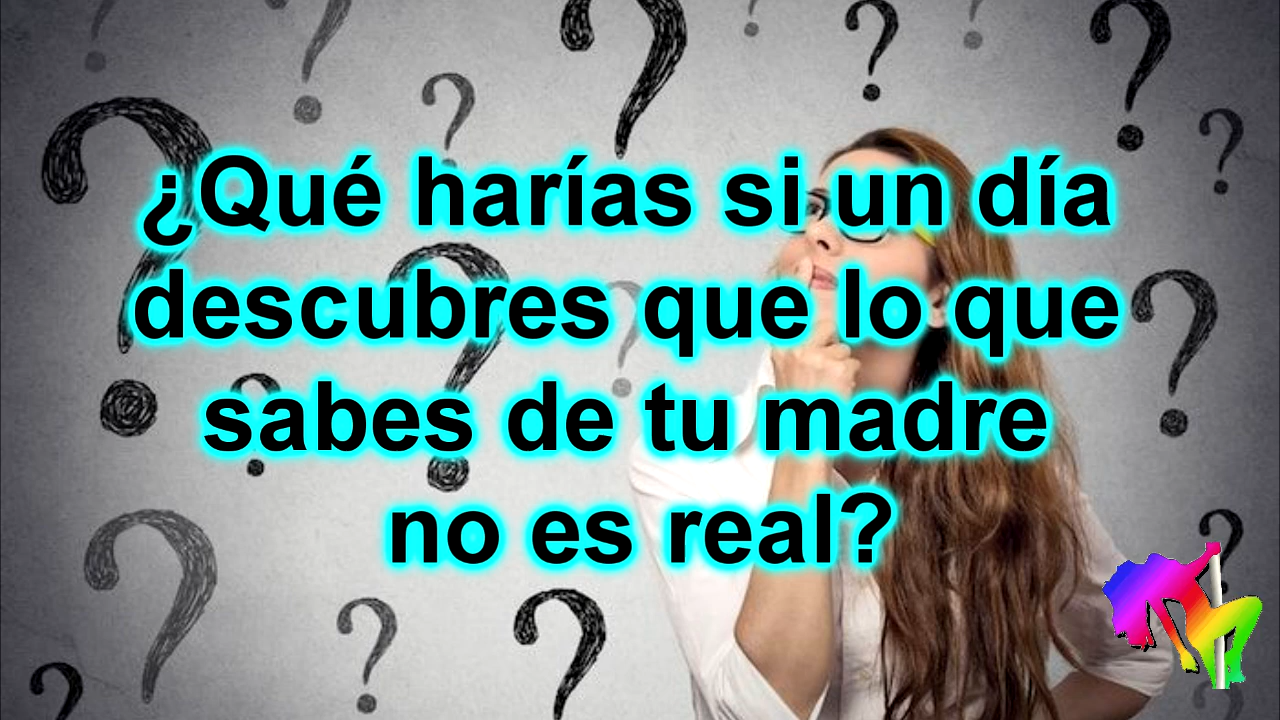 ¿Qué harías si un día
descubres que lo que
sabes de tu madre
no es real?